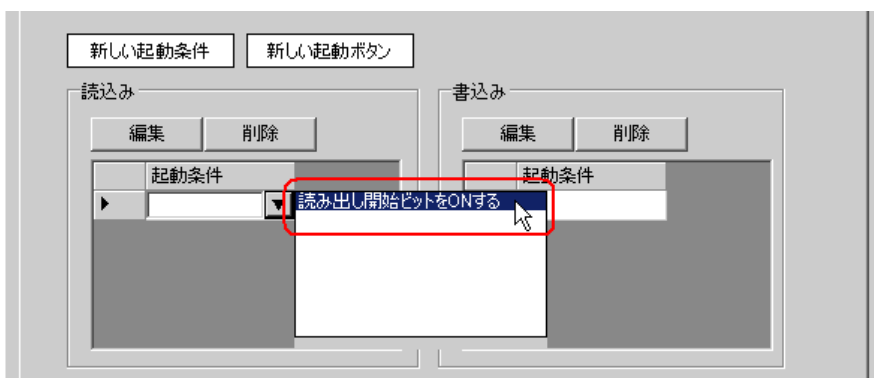 新しい起動条件 新しい起動ボタン
読込み
編集 削除
起動条件
読み出し開始ビットをONする
書込み
編集 削除
起動条件